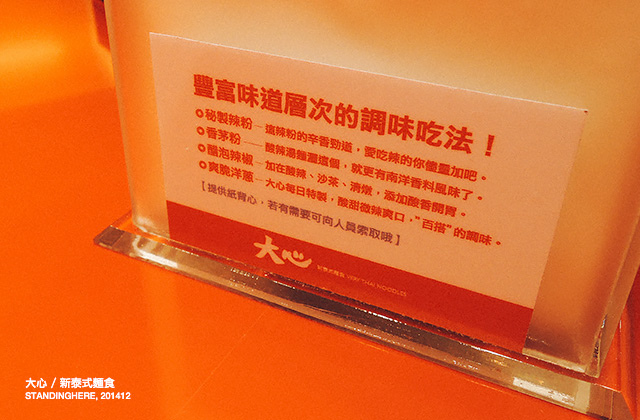 豐富味道層次的調味吃法！
秘製辣粉─這辣粉的辛香勁道，愛吃辣的你儘量加吧。
香茅粉──酸辣湯麵灑這個，就更有南洋香料風味了。
醋泡辣椒─加在酸辣、沙茶、清燉，添加酸香開胃。
爽脆洋蔥─大心每日特製，酸甜微辣爽口，"百搭"的調味。
[提供紙背心，若有需要可向人員索取哦]
大心
新泰式麵食 VERY THAI NOODLES
大心 / 新泰式麵食
STANDINGHERE, 201412